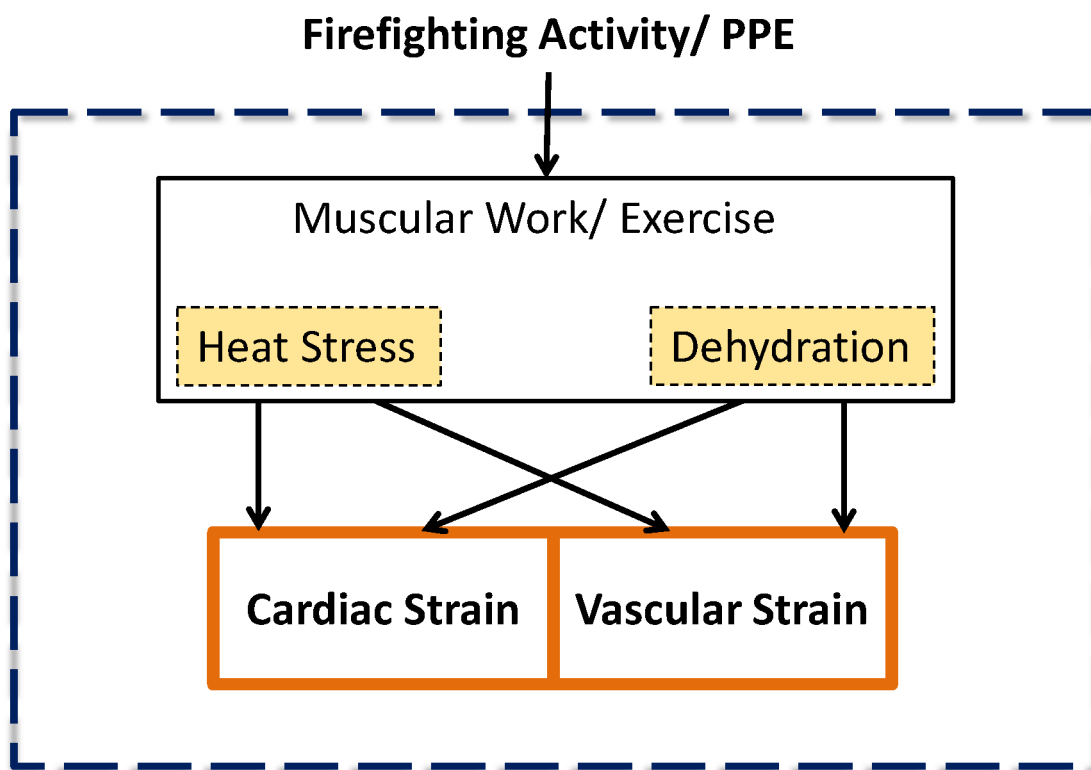 Firefighting Activity/ PPE
Muscular Work/ Exercise
Heat Stress
Dehydration
Cardiac Strain
Vascular Strain